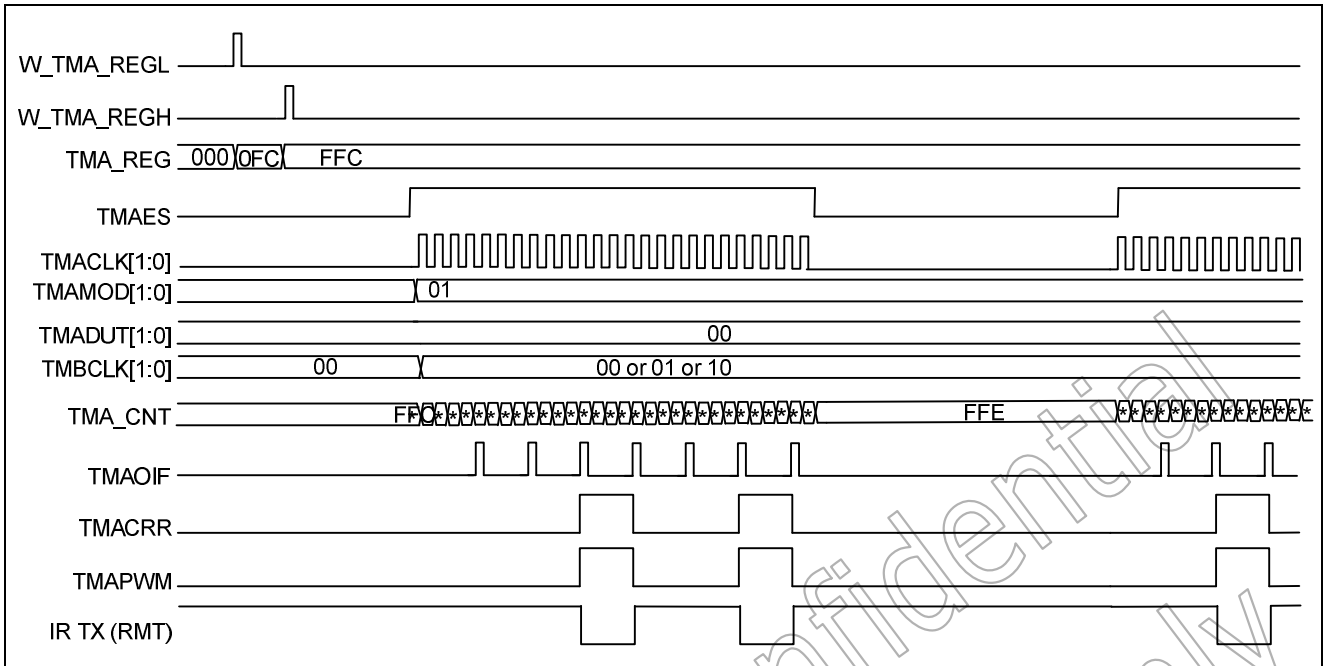 W_TMA_REGL
W_TMA_REGH
TMA_REG 000 0FC FFC
TMAES
TMACLK[1:0]
TMAMOD[1:0] 01
TMADUT[1:0] 00
TMBCLK[1:0] 00 00 or 01 or 10
TMA_CNT FFC * * * * * * * * * * * * * * * * * * * * * * * * * * * * * * FFE * * * * * * * * * * * * * * *
TMAOIF
TMACRR
TMAPWM
IR TX (RMT)